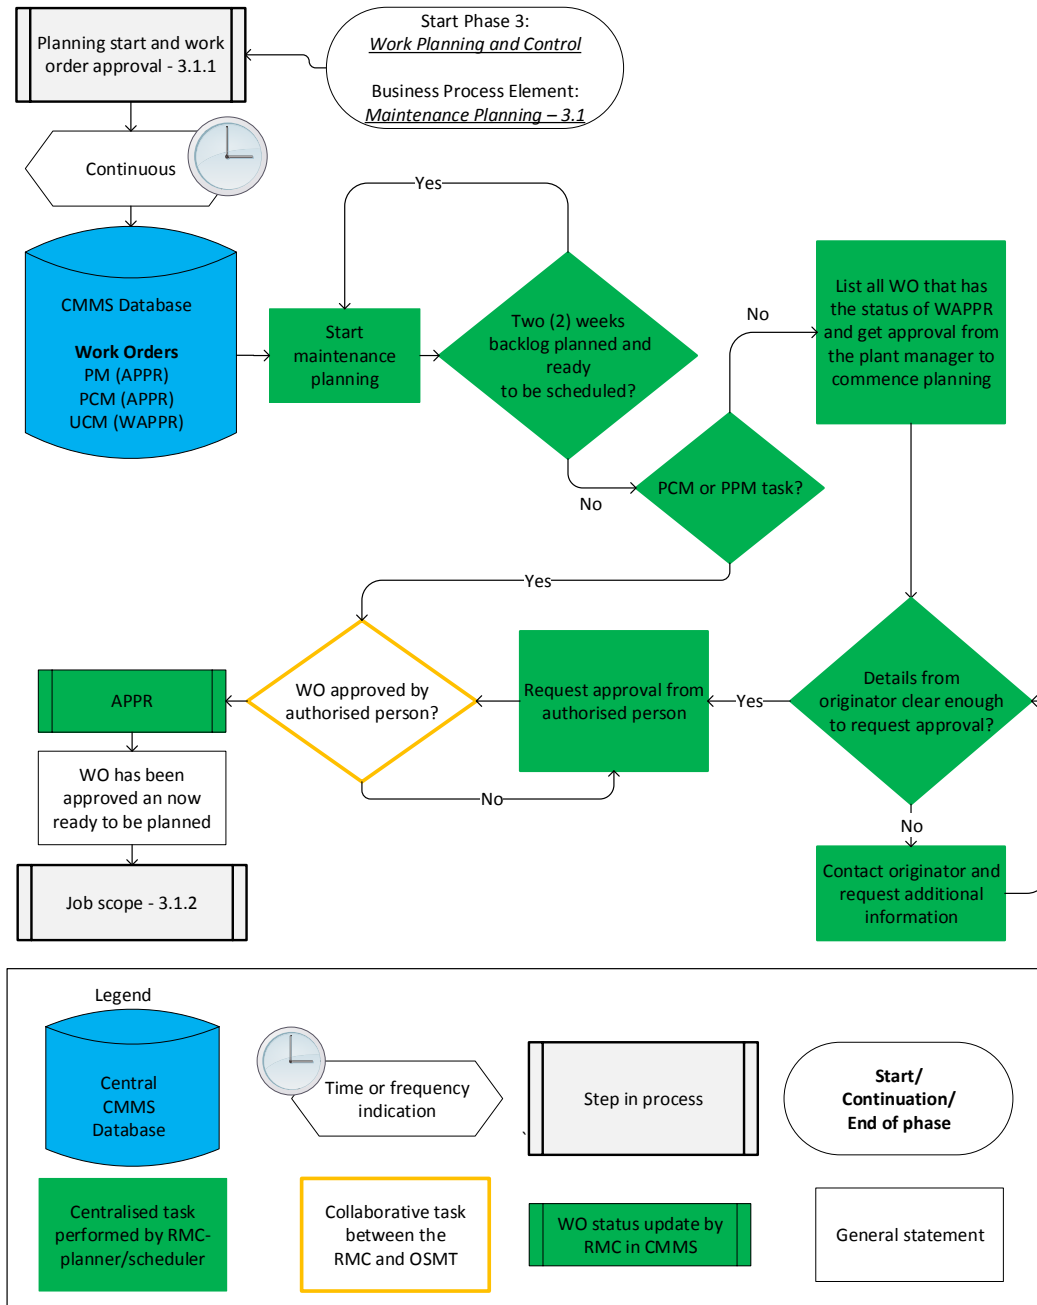 Start Phase 3:
Work Planning and Control
Business Process Element:
Maintenance Planning – 3.1
Planning start and work
order approval - 3.1.1
Continuous
CMMS Database
Work Orders
PM (APPR)
PCM (APPR)
UCM (WAPPR)
Start
maintenance
planning
Yes
Two (2) weeks
backlog planned and
ready
to be scheduled?
No
PCM or PPM task?
No
List all WO that has
the status of WAPPR
and get approval from
the plant manager to
commence planning
Yes
Details from
originator clear enough
to request approval?
Yes
No
Contact originator and
request additional
information
Request approval from
authorised person
WO approved by
authorised person?
No
APPR
WO has been
approved an now
ready to be planned
Job scope - 3.1.2
Legend
Central
CMMS
Database
Time or frequency
indication
Step in process
Start/
Continuation/
End of phase
Centralised task
performed by RMC-
planner/scheduler
Collaborative task
between the
RMC and OSMT
WO status update by
RMC in CMMS
General statement